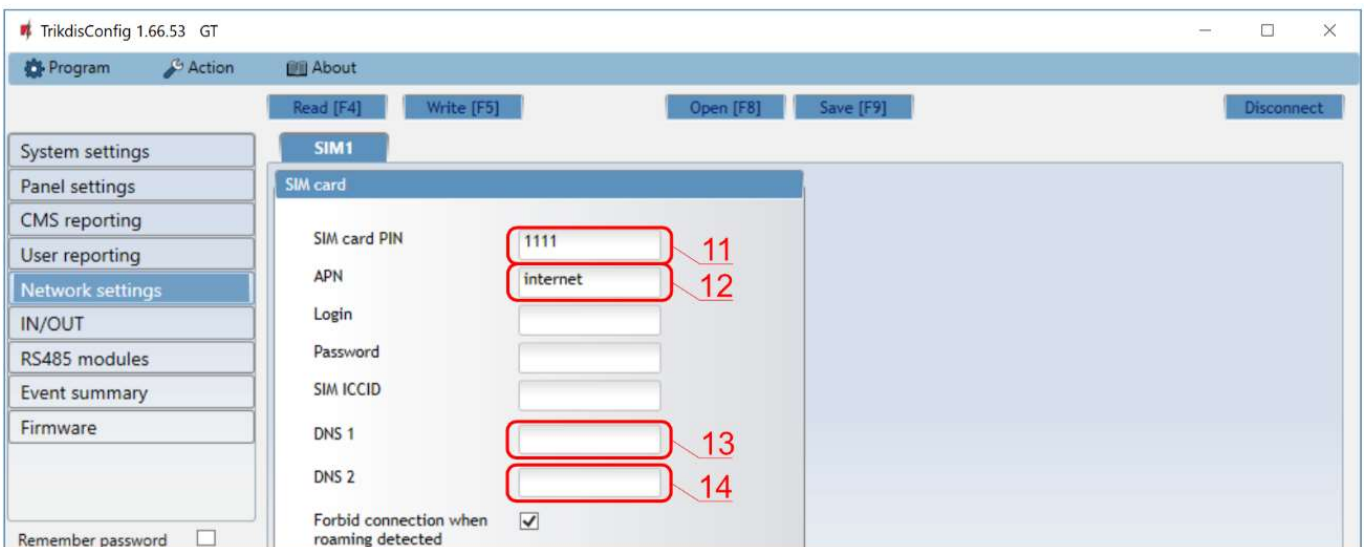 TrikdisConfig 1.66.53 GT
Program Action About
Read [F4] Write [F5] Open [F8] Save [F9] Disconnect
System settings
Panel settings
CMS reporting
User reporting
Network settings
IN/OUT
RS485 modules
Event summary
Firmware
Remember password
SIM1
SIM card
SIM card PIN 1111 11
APN internet 12
Login
Password
SIM ICCID
DNS 1 13
DNS 2 14
Forbid connection when
roaming detected